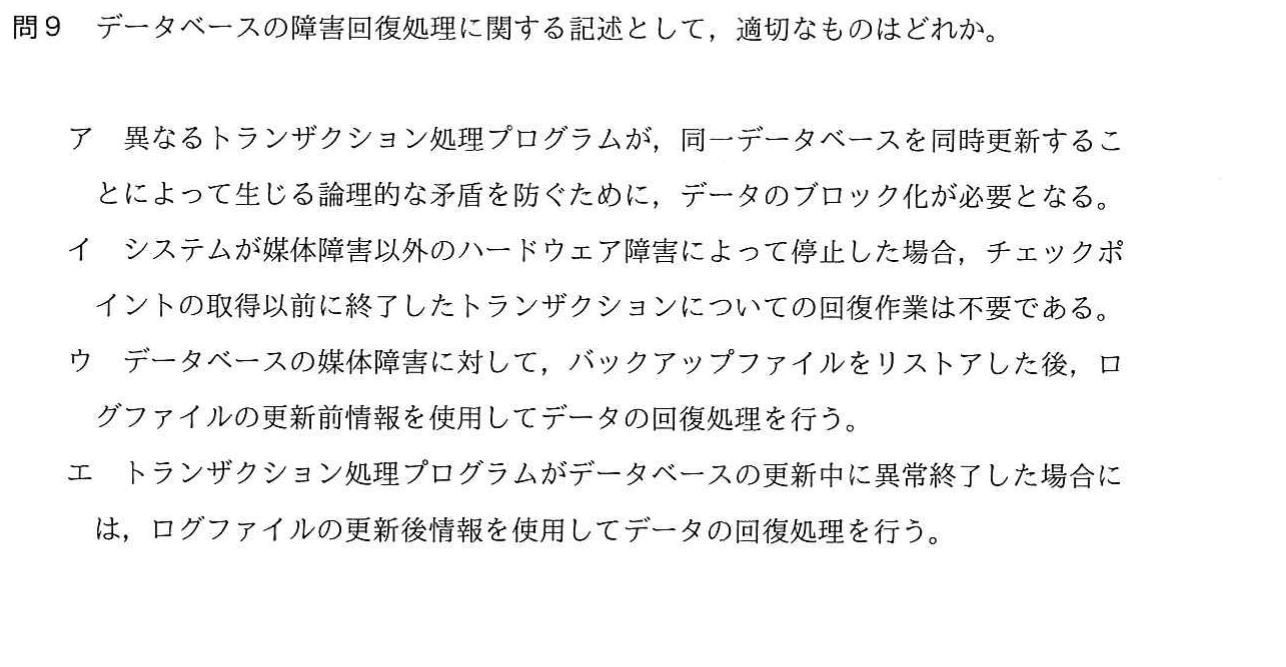 問9 データベースの障害回復処理に関する記述として，適切なものはどれか。
ア 異なるトランザクション処理プログラムが，同一データベースを同時更新するこ
とによって生じる論理的な矛盾を防ぐために，データのブロック化が必要となる。
イ システムが媒体障害以外のハードウェア障害によって停止した場合，チェックポ
イントの取得以前に終了したトランザクションについての回復作業は不要である。
ウ データベースの媒体障害に対して，バックアップファイルをリストアした後，ロ
グファイルの更新前情報を使用してデータの回復処理を行う。
エ トランザクション処理プログラムがデータベースの更新中に異常終了した場合に
は，ログファイルの更新後情報を使用してデータの回復処理を行う。